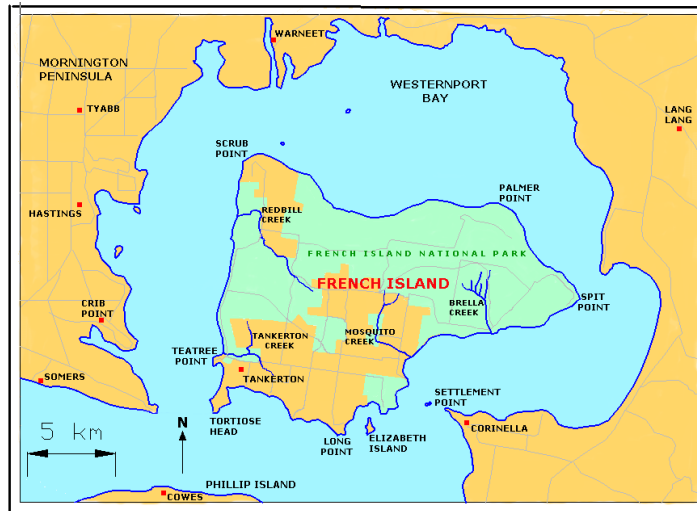 WARNEET
MORNINGTON
PENINSULA
WESTERNPORT
BAY
TYABB
LANG
LANG
SCRUB
POINT
PALMER
POINT
HASTINGS
REDBILL
CREEK
FRENCH ISLAND NATIONAL PARK
FRENCH ISLAND
CRIB
POINT
BRELLA
CREEK
SPIT
POINT
TANKERTON
CREEK
MOSQUITO
CREEK
TEATREE
POINT
TANKERTON
SOMERS
SETTLEMENT
POINT
TORTIOSE
HEAD
N
5 km
LONG
POINT
ELIZABETH
ISLAND
CORINELLA
PHILLIP ISLAND
COWES